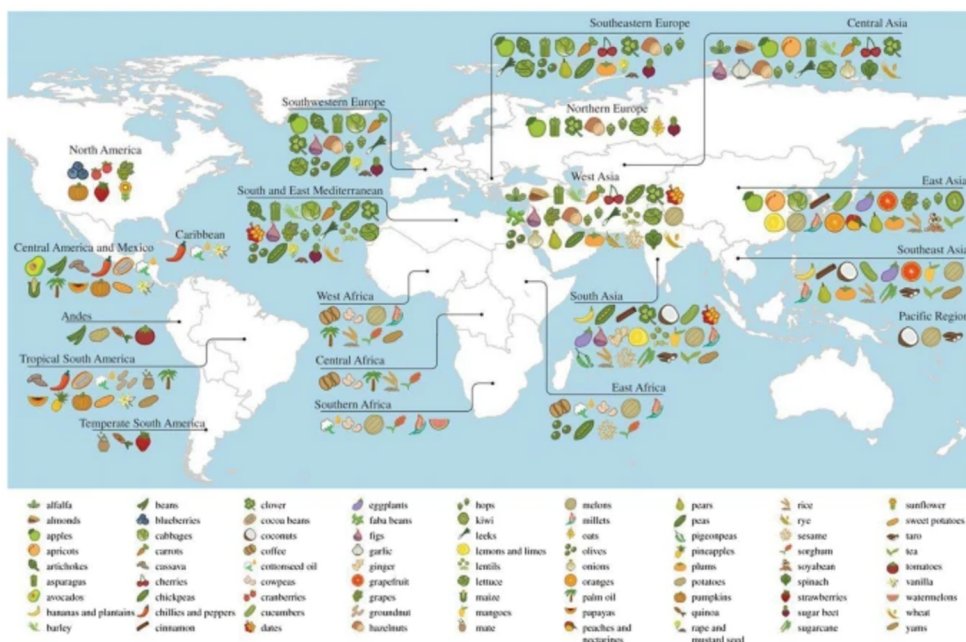 Southeastern Europe
Central Asia
Southwestern Europe
Northern Europe
North America
West Asia
South and East Mediterranean
East Asia
Caribbean
Central America and Mexico
Southeast Asia
West Africa
South Asia
Andes
Pacific Region
Tropical South America
Central Africa
East Africa
Southern Africa
Temperate South America
alfalfa
almonds
apples
apricots
artichokes
asparagus
avocados
bananas and plantains
barley
beans
blueberries
cabbages
carrots
cassava
cherries
chickpeas
chillies and peppers
cinnamon
clover
cocoa beans
coconuts
coffee
cottonseed oil
cowpeas
cranberries
cucumbers
dates
eggplants
faba beans
figs
garlic
ginger
grapefruit
grapes
groundnut
hazelnuts
hops
kiwi
leeks
lemons and limes
lentils
lettuce
maize
mangoes
mate
melons
millets
oats
olives
onions
oranges
palm oil
papayas
peaches and
nectarines
pears
peas
pigeonpeas
pineapples
plums
potatoes
pumpkins
quinoa
rape and
mustard seed
rice
rye
sesame
sorghum
soyabean
spinach
strawberries
sugar beet
sugarcane
sunflower
sweet potatoes
taro
tea
tomatoes
vanilla
watermelons
wheat
yams